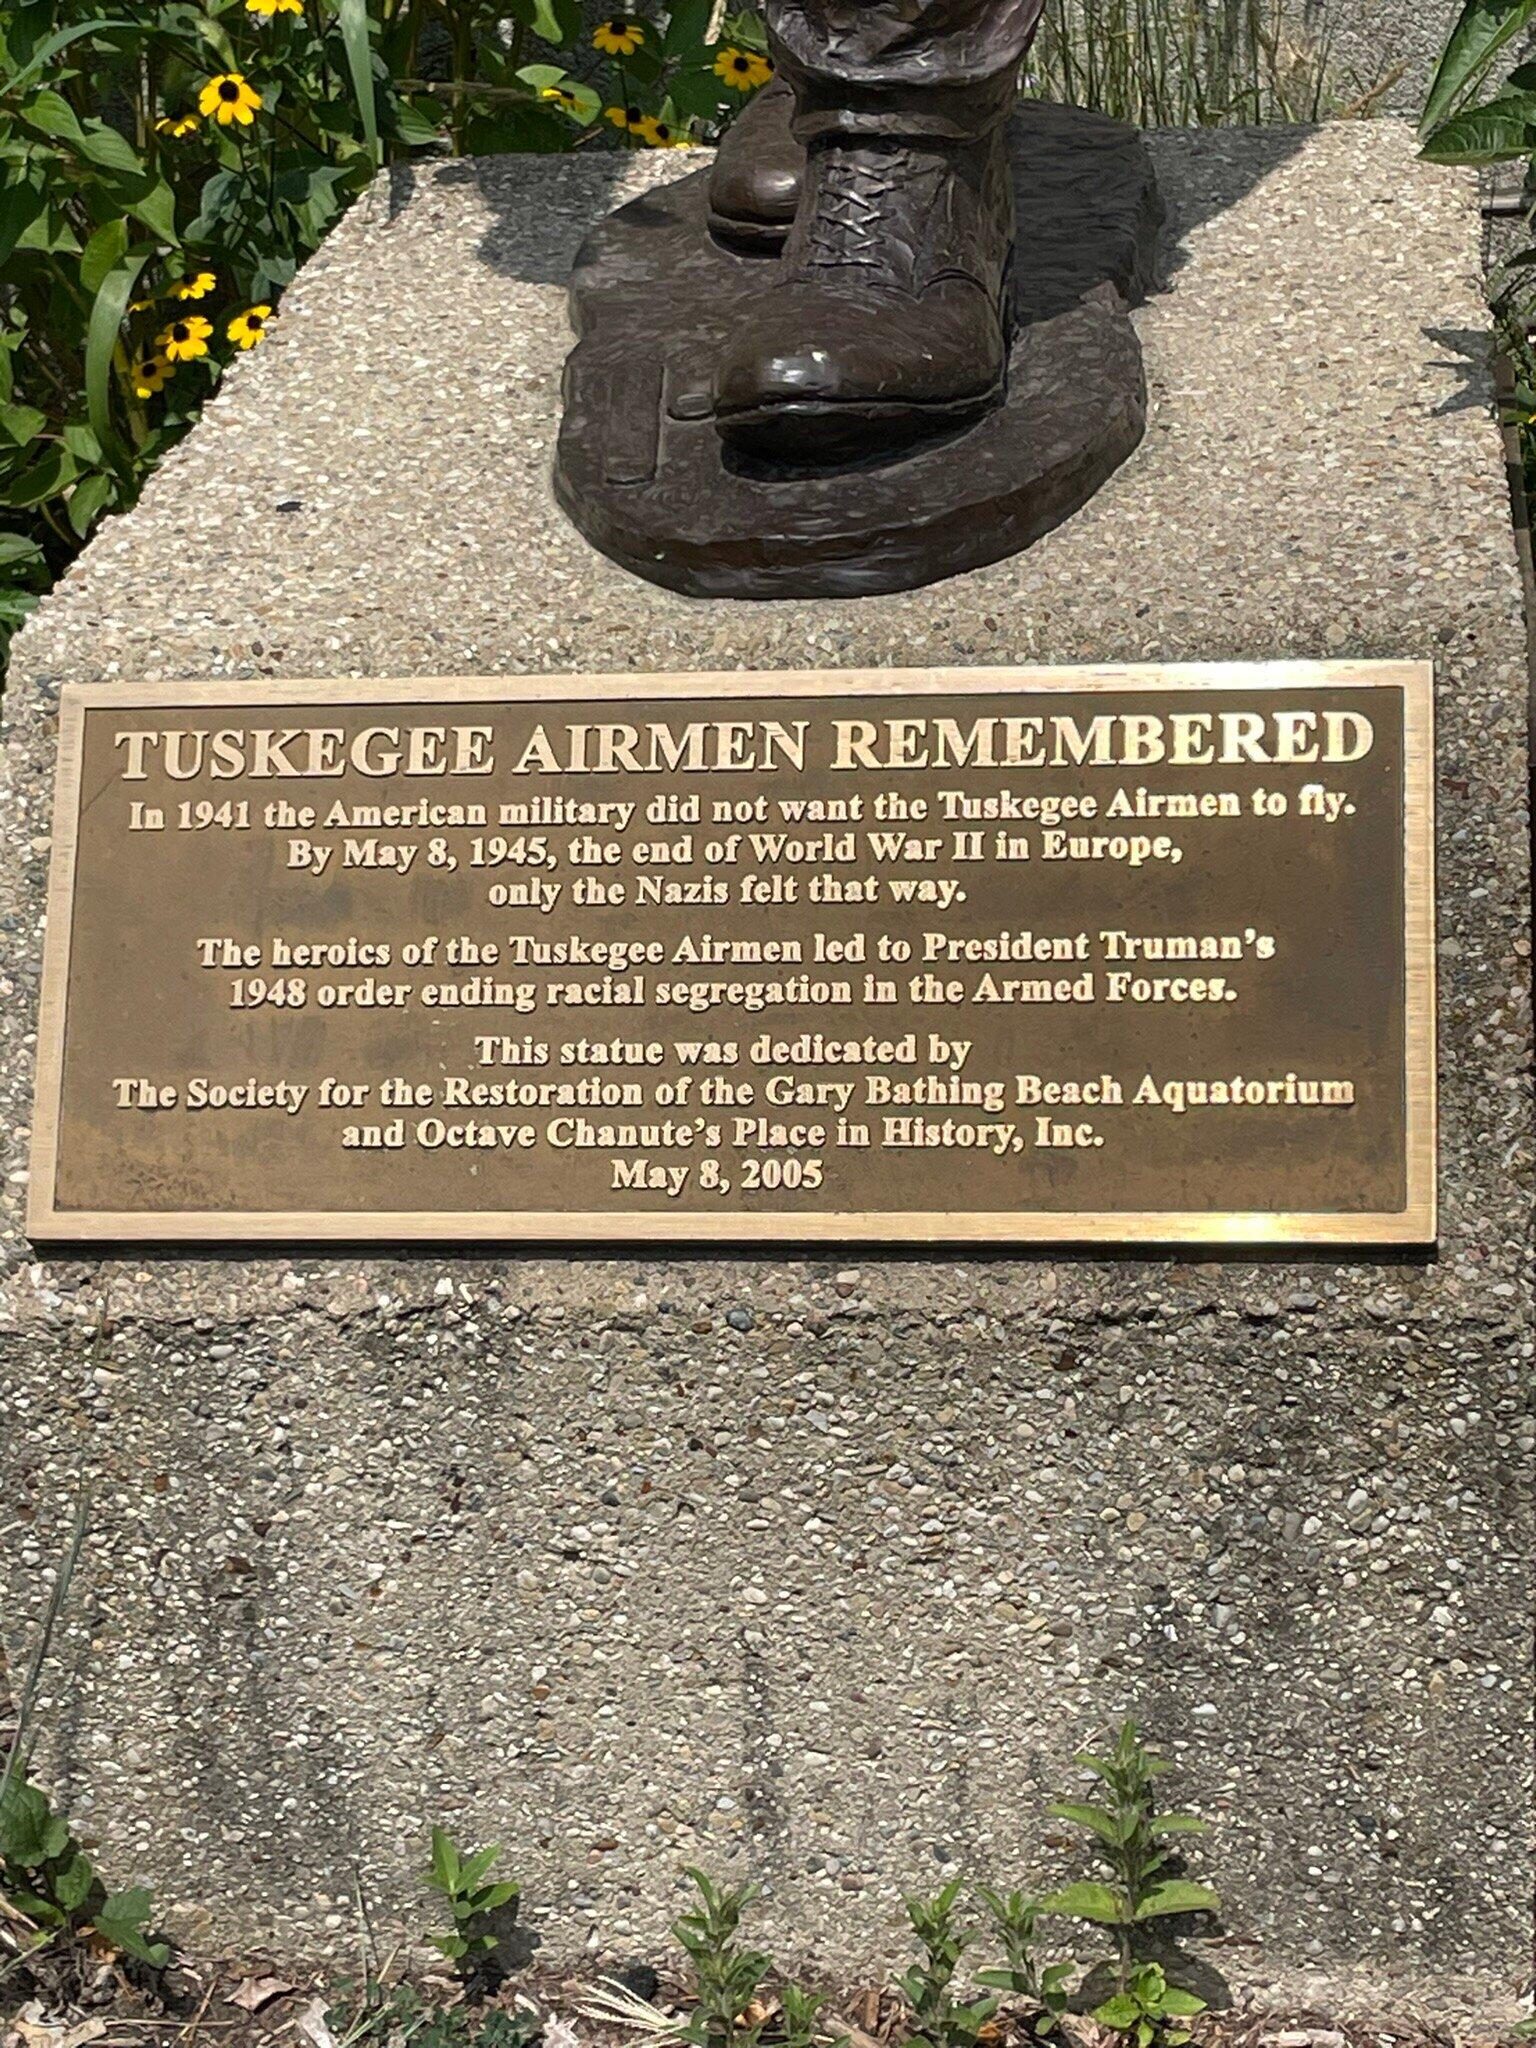 TUSKEGEE AIRMEN REMEMBERED
In 1941 the American military did not want the Tuskegee Airmen to fly.
By May 8, 1945, the end of World War II in Europe,
only the Nazis felt that way.
The heroics of the Tuskegee Airmen led to President Truman's
1948 order ending racial segregation in the Armed Forces.
This statue was dedicated by
The Society for the Restoration of the Gary Bathing Beach Aquatorium
and Octave Chanute's Place in History, Inc.
May 8, 2005